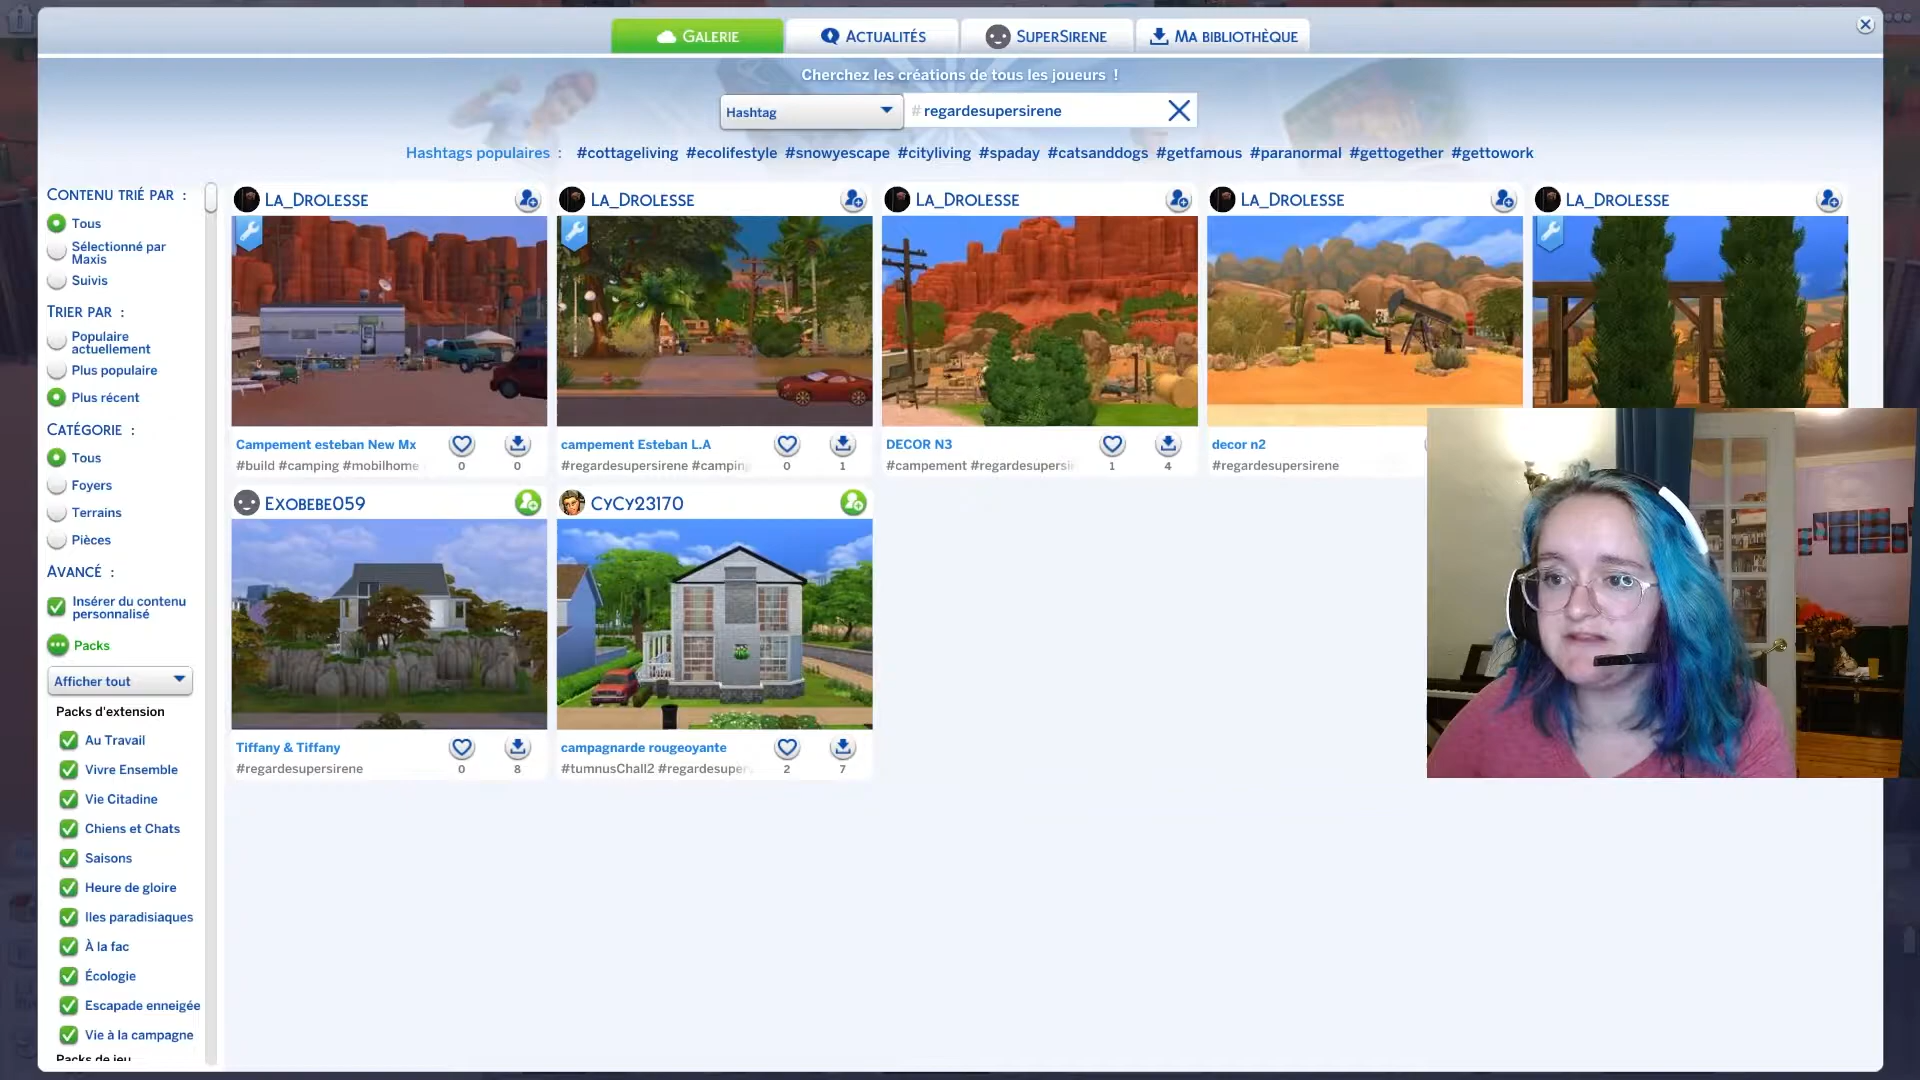 GALERIE
ACTUALITÉS
SUPERSIRENE
MA BIBLIOTHÈQUE
Cherchez les créations de tous les joueurs !
Hashtag
# regardesupersirene
Hashtags populaires : #cottageliving #ecolifestyle #snowyescape #cityliving #spaday #catsanddogs #getfamous #paranormal #gettogether #gettowork
CONTENU TRIÉ PAR :
Tous
Sélectionné par
Maxis
Suivis
TRIER PAR :
Populaire
actuellement
Plus populaire
Plus récent
CATÉGORIE :
Tous
Foyers
Terrains
Pièces
AVANCÉ :
Insérer du contenu
personnalisé
Packs
Afficher tout
Packs d'extension
Au Travail
Vivre Ensemble
Vie Citadine
Chiens et Chats
Saisons
Heure de gloire
Iles paradisiaques
À la fac
Écologie
Escapade enneigée
Vie à la campagne
Packs de jeu
LA_DROLESSE
Campement esteban New Mx
#build #camping #mobilhome
0
0
LA_DROLESSE
campement Esteban L.A
#regardesupersirene #camping
0
1
LA_DROLESSE
DECOR N3
#campement #regardesupersir
1
4
LA_DROLESSE
decor n2
#regardesupersirene
LA_DROLESSE
EXOBEBE059
Tiffany & Tiffany
#regardesupersirene
0
8
CYCY23170
campagnarde rougeoyante
#tumnusChall2 #regardesuper
2
7